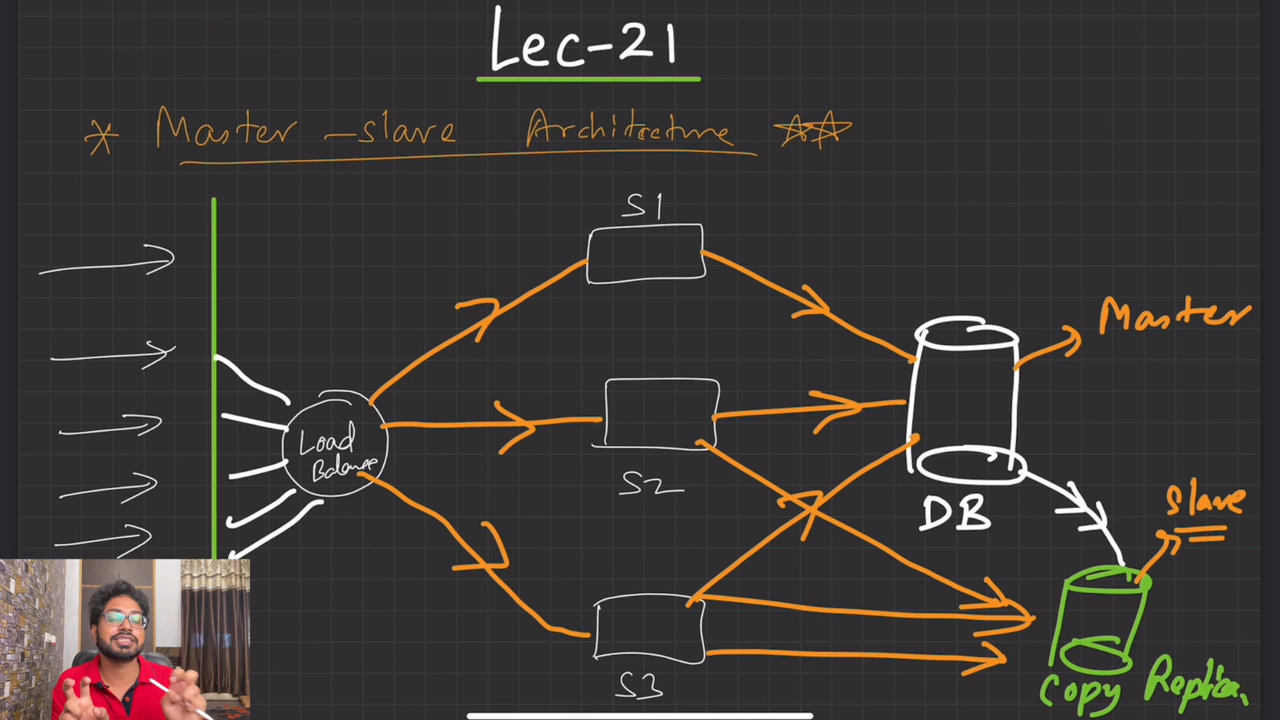 Lec-21
* Master-slave Architecture
S1
Master
Load
Balancer
S2
DB
slave
S3
Copy Replica